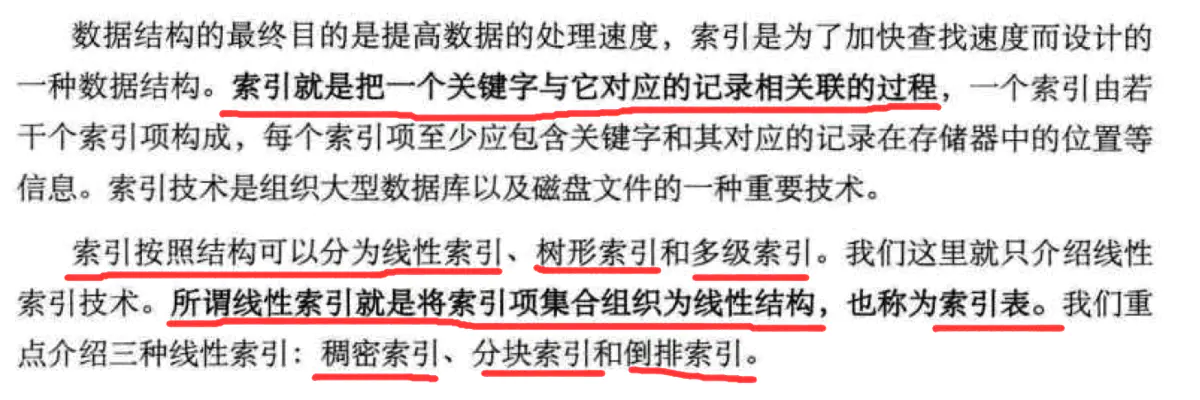 数据结构的最终目的是提高数据的处理速度，索引是为了加快查找速度而设计的
一种数据结构。索引就是把一个关键字与它对应的记录相关联的过程，一个索引由若
干个索引项构成，每个索引项至少应包含关键字和其对应的记录在存储器中的位置等
信息。索引技术是组织大型数据库以及磁盘文件的一种重要技术。
索引按照结构可以分为线性索引、树形索引和多级索引。我们这里就只介绍线性
索引技术。所谓线性索引就是将索引项集合组织为线性结构，也称为索引表。我们重
点介绍三种线性索引：稠密索引、分块索引和倒排索引。